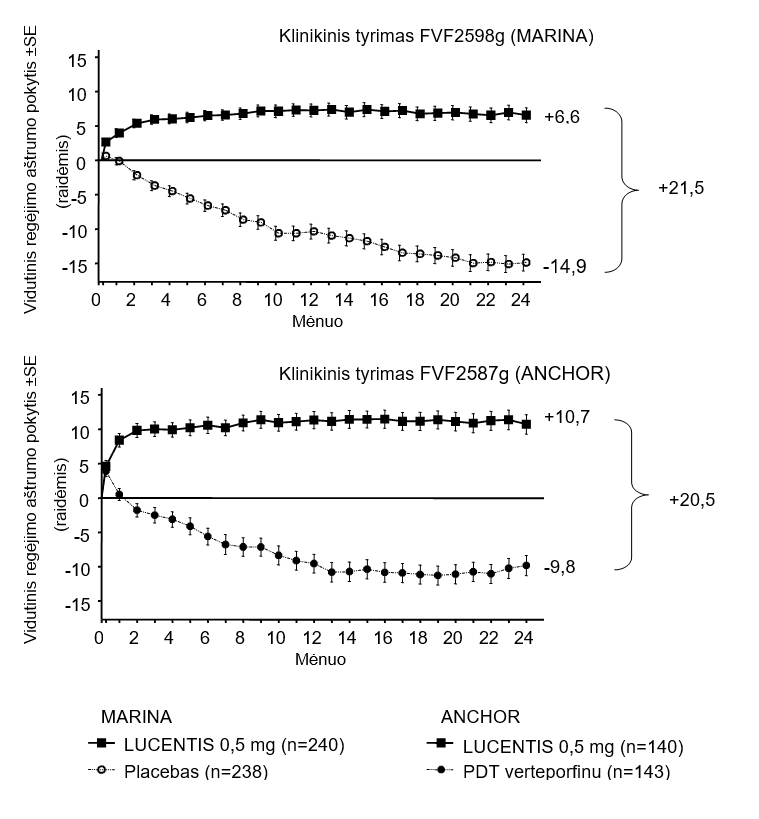 Klinikinis tyrimas FVF2598g (MARINA)
Vidutinis regėjimo aštrumo pokytis ±SE
(raidėmis)
15
10
5
0
-5
-10
-15
+6.6
+21,5
-14,9
0 2 4 6 8 10 12 14 16 18 20 22 24
Mėnuo
Klinikinis tyrimas FVF2587g (ANCHOR)
Vidutinis regėjimo aštrumo pokytis ±SE
(raidėmis)
15
10
5
0
-5
-10
-15
+10,7
+20,5
-9,8
0 2 4 6 8 10 12 14 16 18 20 22 24
Mėnuo
MARINA
LUCENTIS 0,5 mg (n=240)
Placebas (n=238)
ANCHOR
LUCENTIS 0,5 mg (n=140)
PDT verteporfinu (n=143)